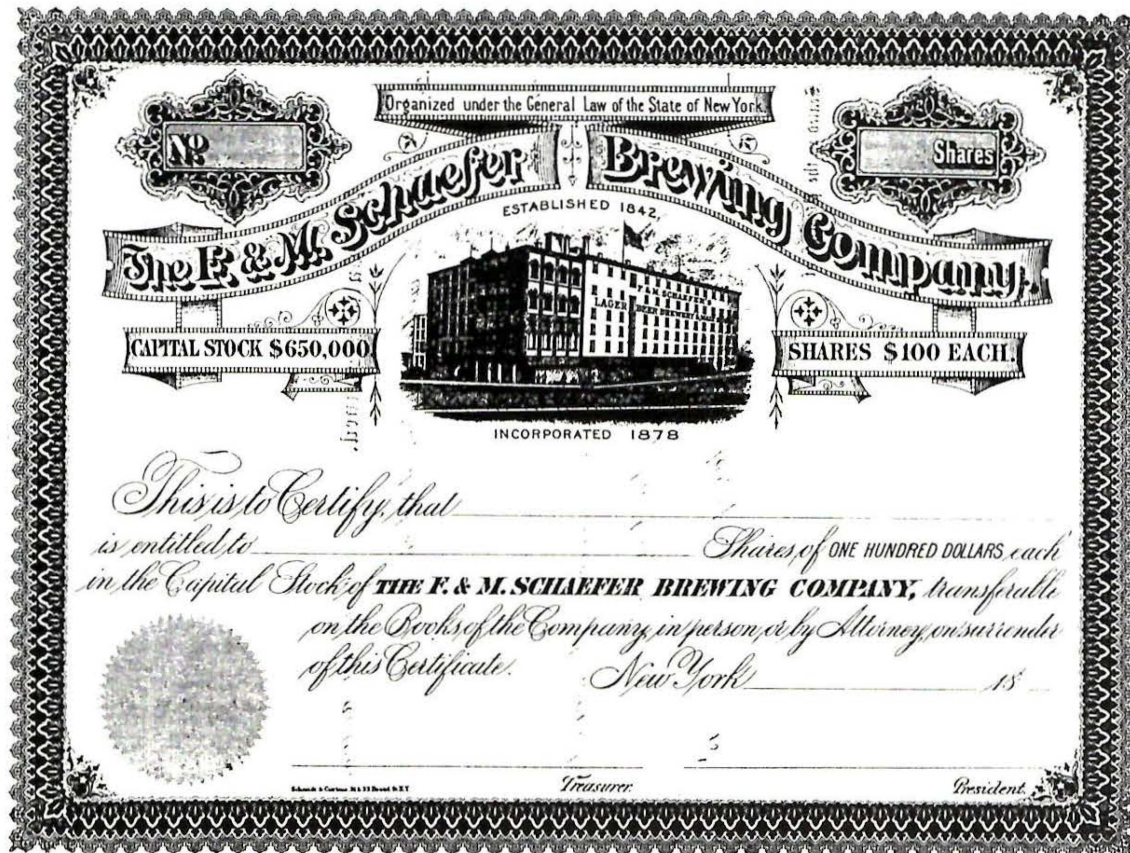 Organized under the General Law of the State of New York.
No.
Shares
The F. & M. Schaefer Brewing Company.
ESTABLISHED 1842.
F. & M. SCHAEFER'S
LAGER BEER BREWERY
CAPITAL STOCK $650,000
SHARES $100 EACH.
INCORPORATED 1878
This is to Certify, that
is entitled to Shares, of ONE HUNDRED DOLLARS each
in the Capital Stock of THE F. & M. SCHAEFER BREWING COMPANY, transferable
on the Books of the Company, in person, or by Attorney, on surrender
of this Certificate. New York 18
Treasurer.
President.